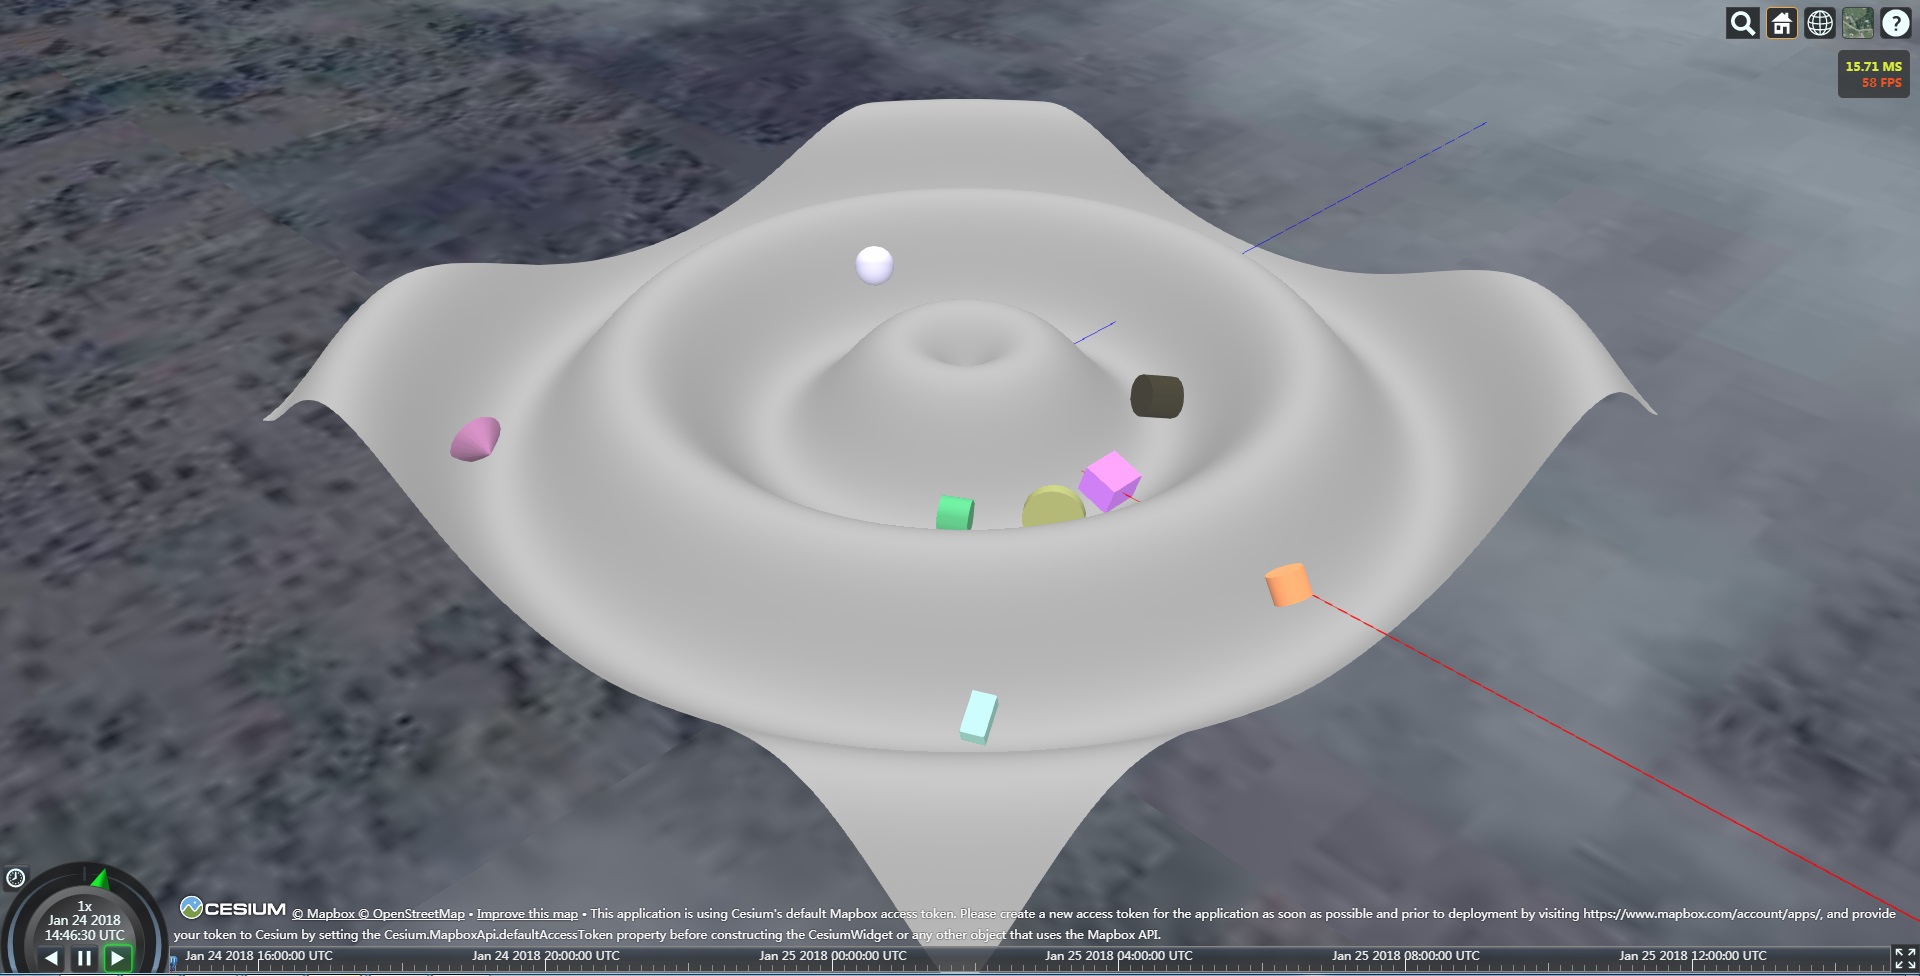 ?
15.71 MS
58 FPS
1x
Jan 24 2018
14:46:30 UTC
CESIUM © Mapbox © OpenStreetMap • Improve this map • This application is using Cesium's default Mapbox access token. Please create a new access token for the application as soon as possible and prior to deployment by visiting https://www.mapbox.com/account/apps/, and provide
your token to Cesium by setting the Cesium.MapboxApi.defaultAccessToken property before constructing the CesiumWidget or any other object that uses the Mapbox API.
Jan 24 2018 16:00:00 UTC Jan 24 2018 20:00:00 UTC Jan 25 2018 00:00:00 UTC Jan 25 2018 04:00:00 UTC Jan 25 2018 08:00:00 UTC Jan 25 2018 12:00:00 UTC